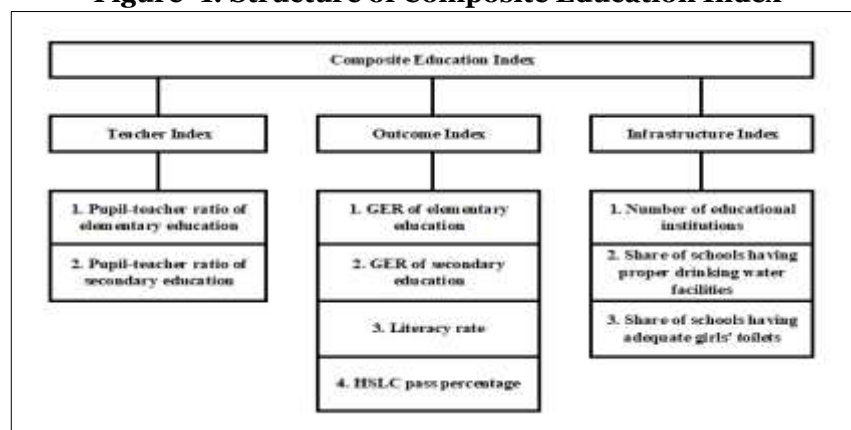 Figure 1. Structure of Composite Education Index
Composite Education Index
Teacher Index
1. Pupil-teacher ratio of
elementary education
2. Pupil-teacher ratio of
secondary education
Outcome Index
1. GER of elementary
education
2. GER of secondary
education
3. Literacy rate
4. HSLC pass percentage
Infrastructure Index
1. Number of educational
institutions
2. Share of schools having
proper drinking water
facilities
3. Share of schools having
adequate girls' toilets